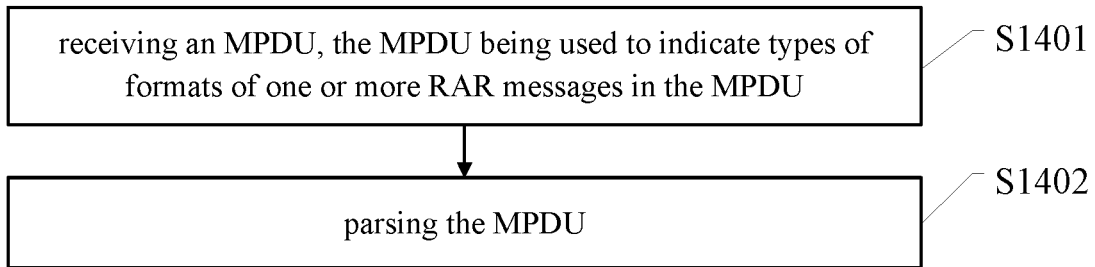 receiving an MPDU, the MPDU being used to indicate types of
formats of one or more RAR messages in the MPDU
S1401
parsing the MPDU
S1402